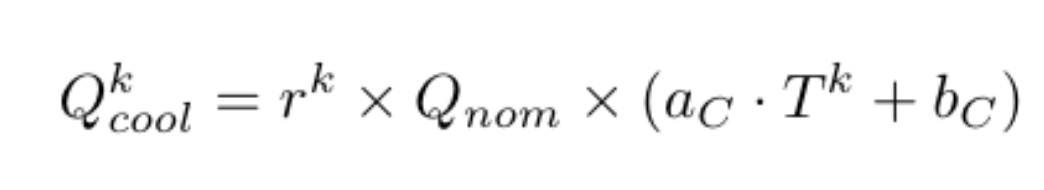 Q^k_{cool} = r^k × Q_{nom} × (a_C · T^k + b_C)